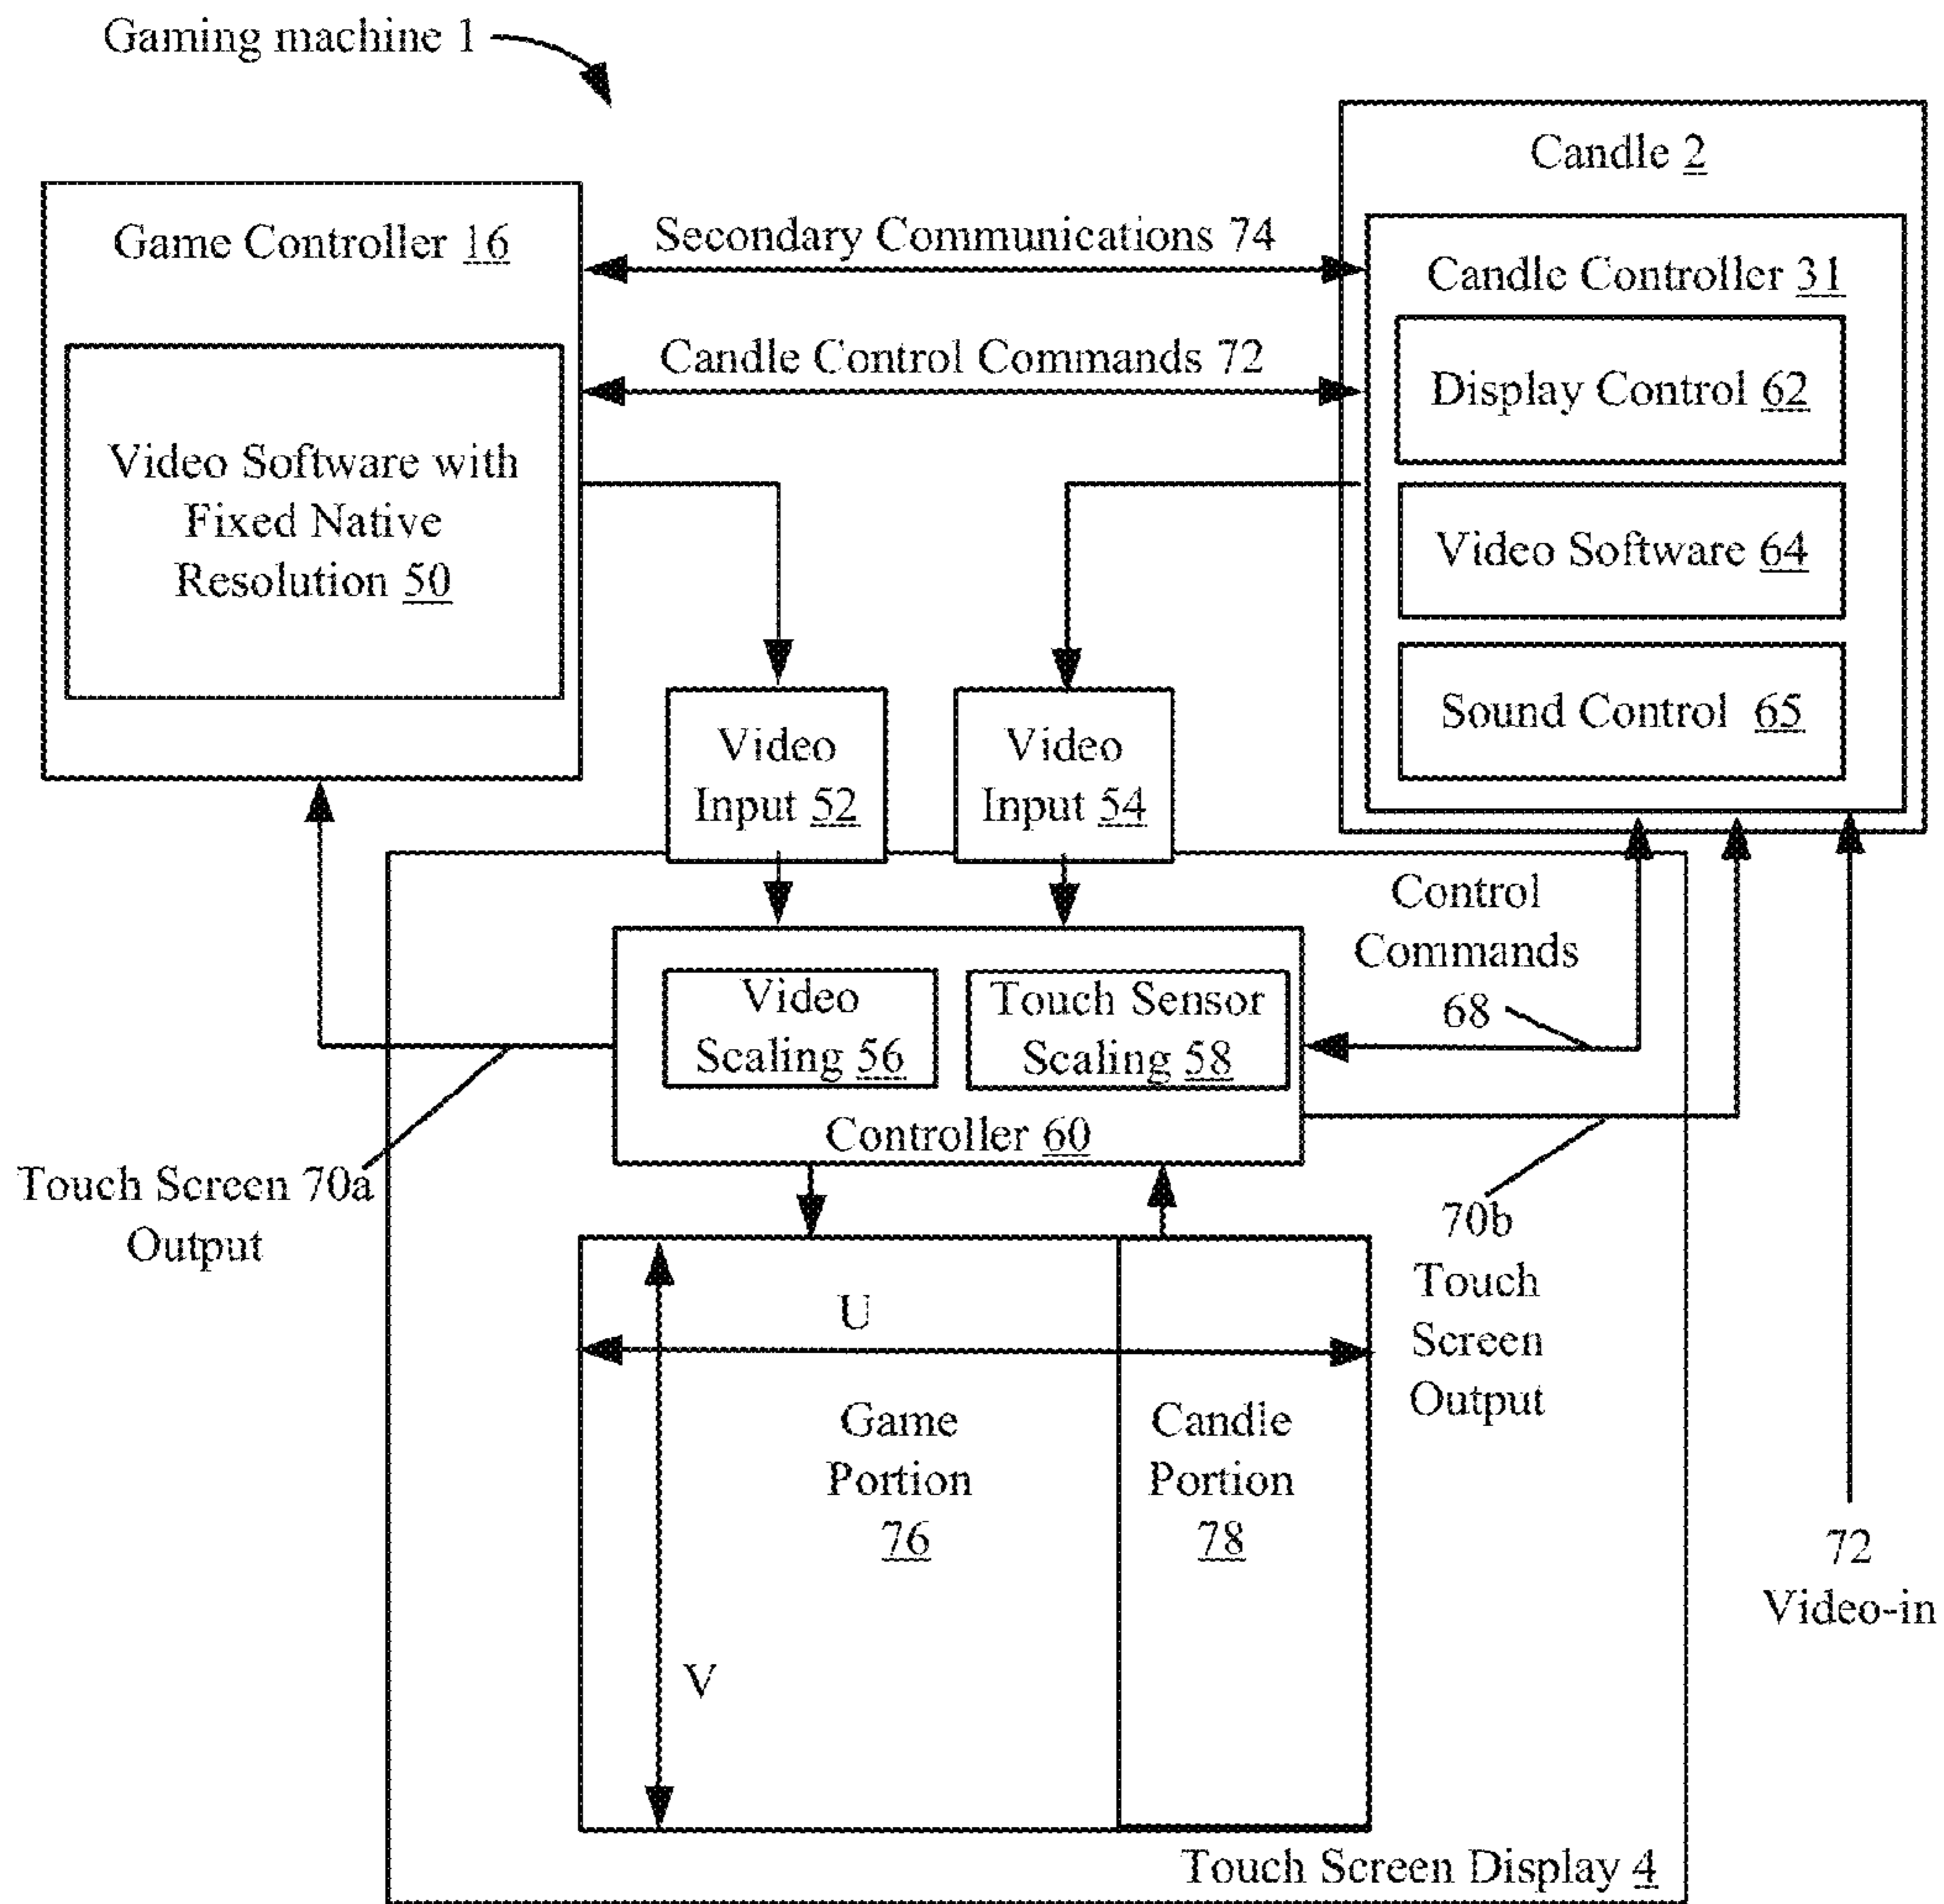 Gaming machine 1
Candle 2
Game Controller 16
Secondary Communications 74
Candle Controller 31
Candle Control Commands 72
Display Control 62
Video Software with
Fixed Native
Resolution 50
Video Software 64
Sound Control 65
Video
Input 52
Video
Input 54
Control
Commands
68
Video
Scaling 56
Touch Sensor
Scaling 58
Controller 60
Touch Screen 70a
Output
70b
Touch
Screen
Output
U
Game
Portion
76
Candle
Portion
78
72
Video-in
V
Touch Screen Display 4